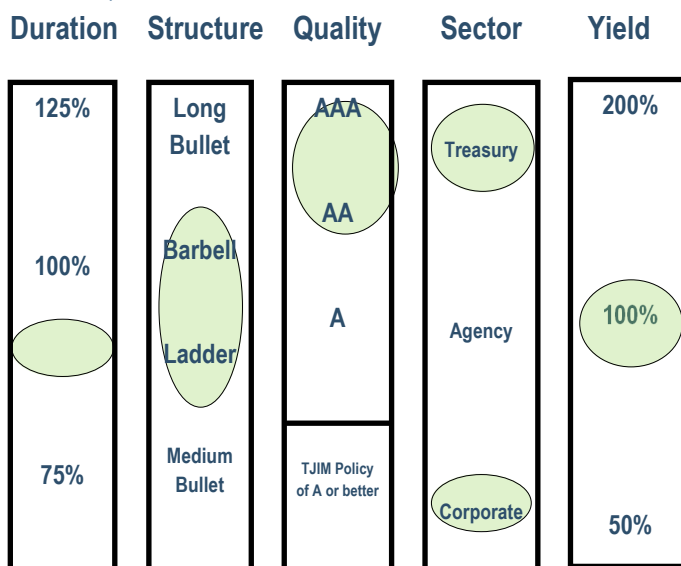 Duration Structure Quality Sector Yield
125%
100%
75%
Long
Bullet
Barbell
Ladder
Medium
Bullet
AAA
AA
A
TJIM Policy
of A or better
Treasury
Agency
Corporate
200%
100%
50%